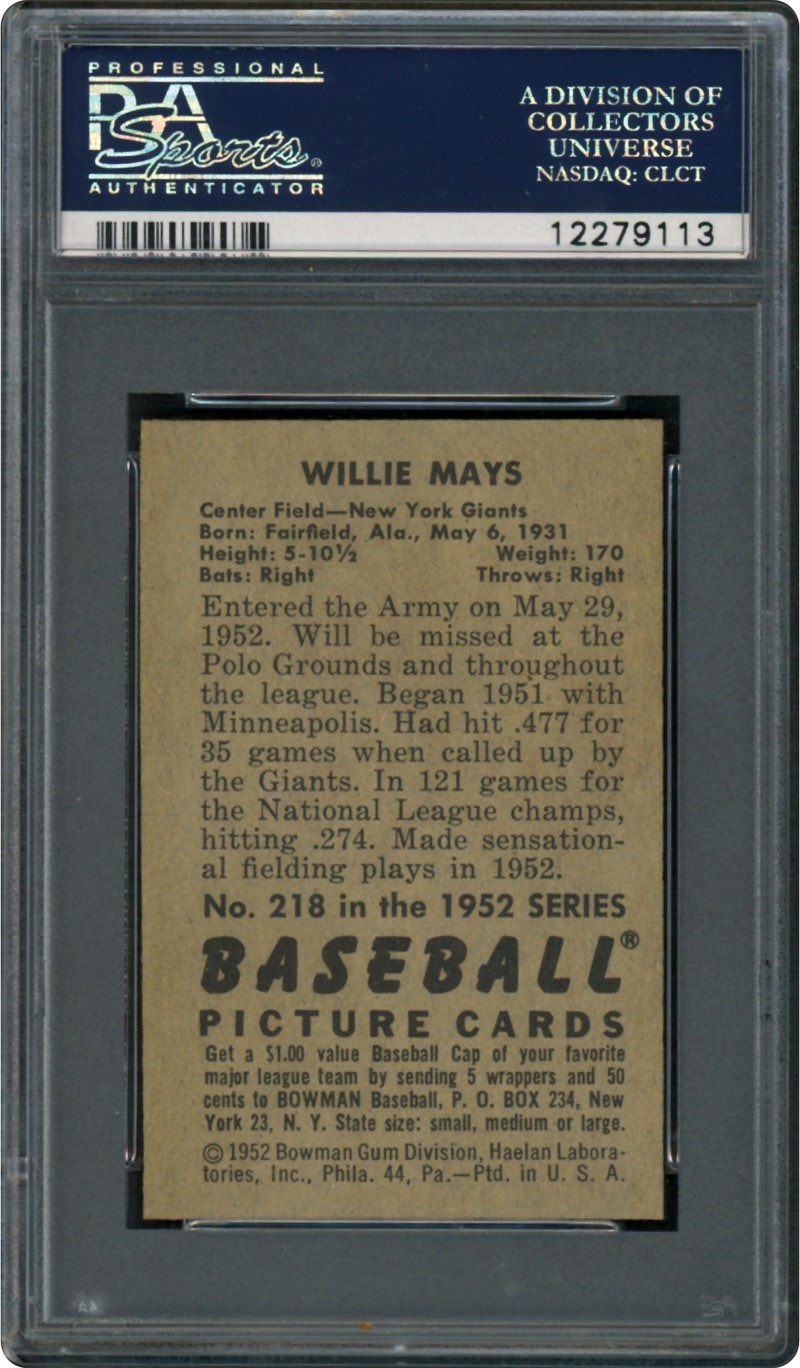 PROFESSIONAL
PSA
Sports®
AUTHENTICATOR
A DIVISION OF
COLLECTORS
UNIVERSE
NASDAQ: CLCT
12279113
WILLIE MAYS
Center Field—New York Giants
Born: Fairfield, Ala., May 6, 1931
Height: 5-10½ Weight: 170
Bats: Right Throws: Right
Entered the Army on May 29,
1952. Will be missed at the
Polo Grounds and throughout
the league. Began 1951 with
Minneapolis. Had hit .477 for
35 games when called up by
the Giants. In 121 games for
the National League champs,
hitting .274. Made sensation-
al fielding plays in 1952.
No. 218 in the 1952 SERIES
BASEBALL®
PICTURE CARDS
Get a $1.00 value Baseball Cap of your favorite
major league team by sending 5 wrappers and 50
cents to BOWMAN Baseball, P. O. BOX 234, New
York 23, N. Y. State size: small, medium or large.
© 1952 Bowman Gum Division, Haelan Labora-
tories, Inc., Phila. 44, Pa.—Ptd. in U. S. A.